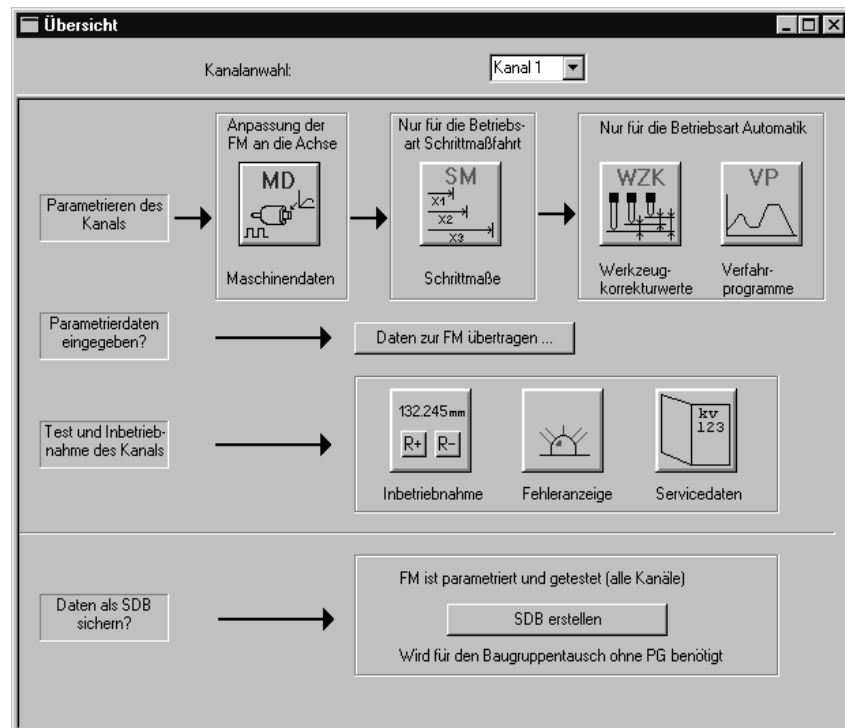 Übersicht
Kanalanwahl:
Kanal 1
Parametrieren des
Kanals
Anpassung der
FM an die Achse
MD
Maschinendaten
Nur für die Betriebs-
art Schrittmaßfahrt
SM
X1
X2
X3
Schrittmaße
Nur für die Betriebsart Automatik
WZK
Werkzeug-
korrekturwerte
VP
Verfahr-
programme
Parametrierdaten
eingegeben?
Daten zur FM übertragen ...
Test und Inbetrieb-
nahme des Kanals
132.245 mm
R+ R-
Inbetriebnahme
Fehleranzeige
kv
123
Servicedaten
Daten als SDB
sichern?
FM ist parametriert und getestet (alle Kanäle)
SDB erstellen
Wird für den Baugruppentausch ohne PG benötigt